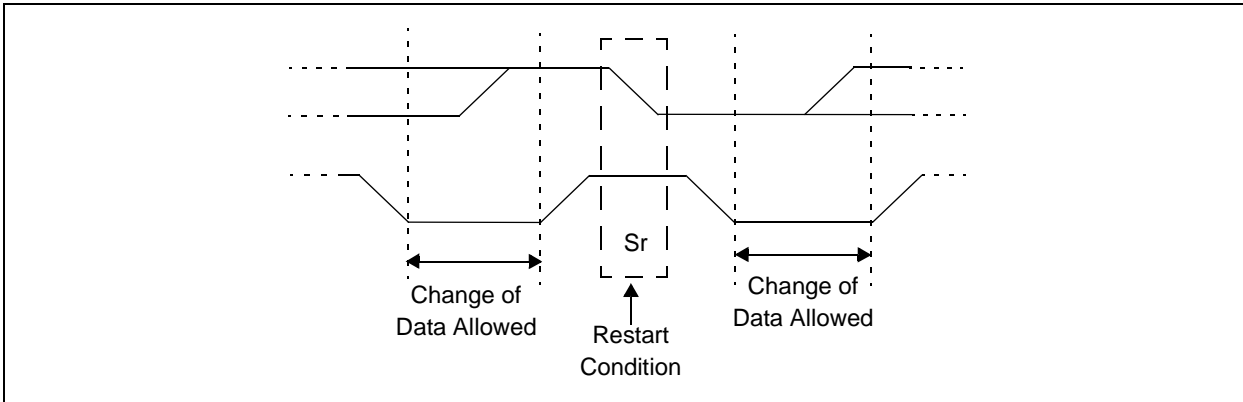 Sr
Change of
Data Allowed
Restart
Condition
Change of
Data Allowed